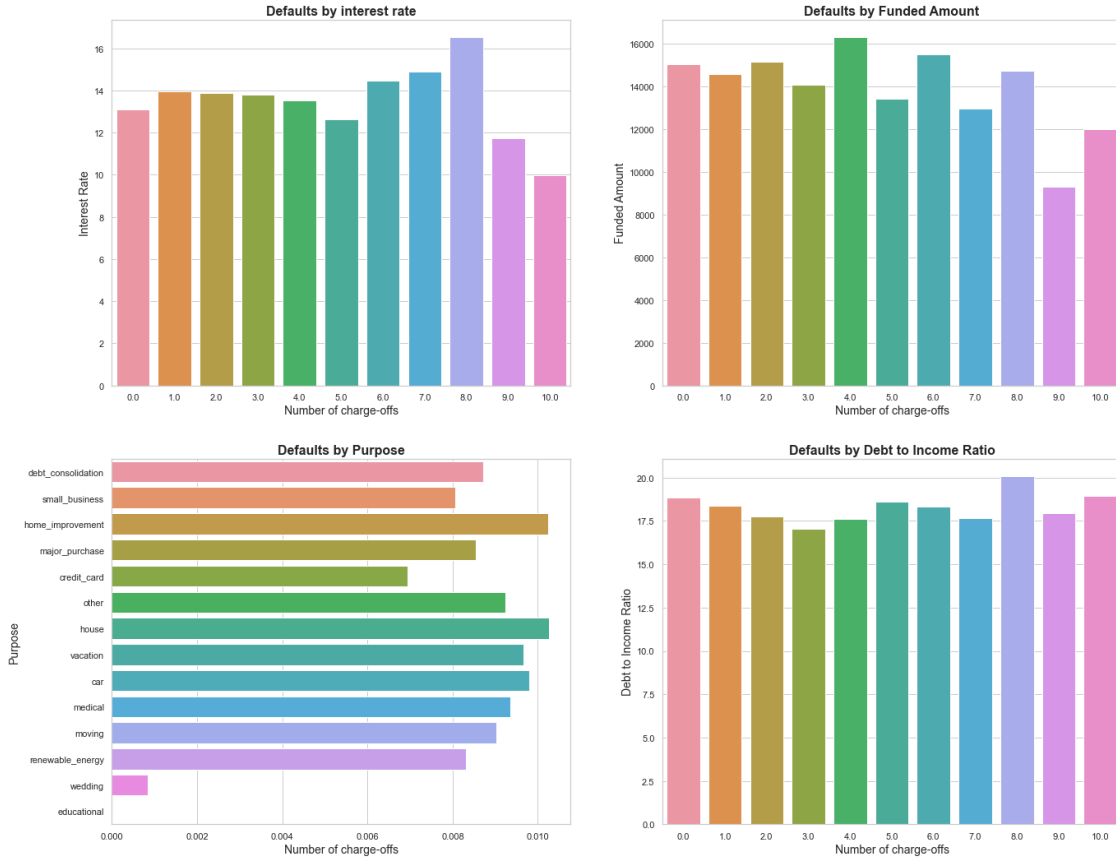 Defaults by interest rate
Interest Rate
16
14
12
10
8
6
4
2
0
0.0 1.0 2.0 3.0 4.0 5.0 6.0 7.0 8.0 9.0 10.0
Number of charge-offs
Defaults by Funded Amount
Funded Amount
16000
14000
12000
10000
8000
6000
4000
2000
0
0.0 1.0 2.0 3.0 4.0 5.0 6.0 7.0 8.0 9.0 10.0
Number of charge-offs
Defaults by Purpose
Purpose
debt_consolidation
small_business
home_improvement
major_purchase
credit_card
other
house
vacation
car
medical
moving
renewable_energy
wedding
educational
0.000 0.002 0.004 0.006 0.008 0.010
Number of charge-offs
Defaults by Debt to Income Ratio
Debt to Income Ratio
20.0
17.5
15.0
12.5
10.0
7.5
5.0
2.5
0.0
0.0 1.0 2.0 3.0 4.0 5.0 6.0 7.0 8.0 9.0 10.0
Number of charge-offs